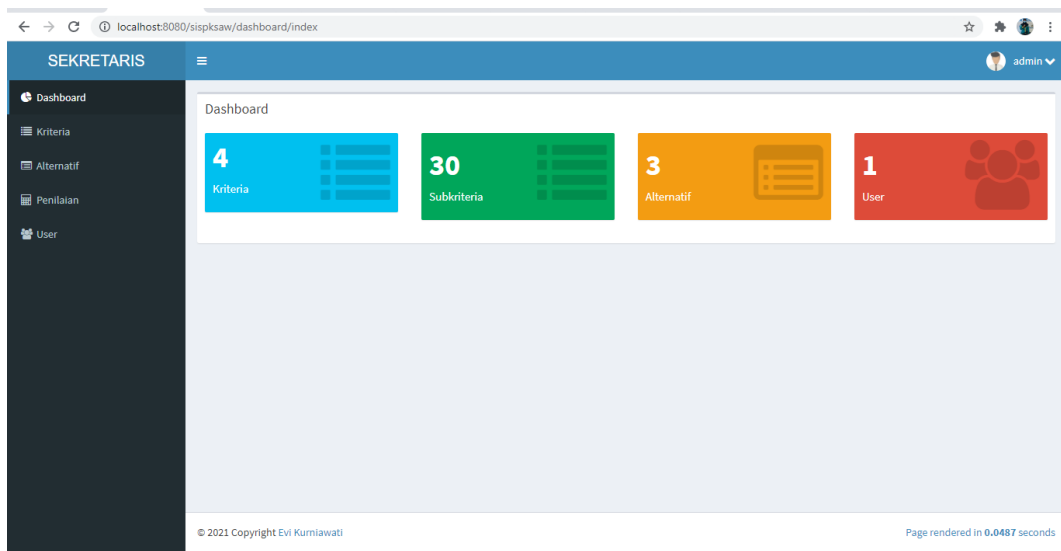 localhost:8080/sispksaw/dashboard/index
SEKRETARIS
admin
Dashboard
Kriteria
Alternatif
Penilaian
User
Dashboard
4
Kriteria
30
Subkriteria
3
Alternatif
1
User
© 2021 Copyright Evi Kurniawati
Page rendered in 0.0487 seconds